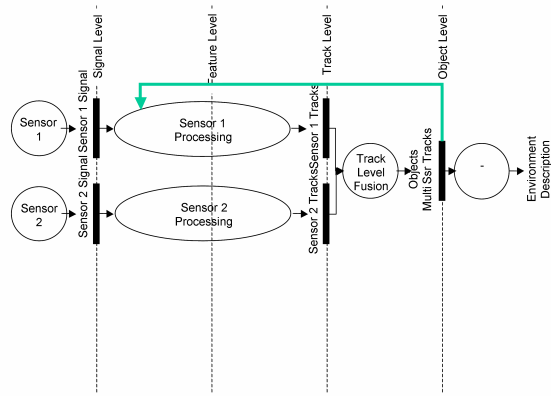 Signal Level
Feature Level
Track Level
Object Level
Sensor
1
Sensor 1 Signal
Sensor 1
Processing
Sensor 1 Tracks
Sensor
2
Sensor 2 Signal
Sensor 2
Processing
Sensor 2 Tracks
Track
Level
Fusion
Objects
Multi Ssr Tracks
-
Environment
Description